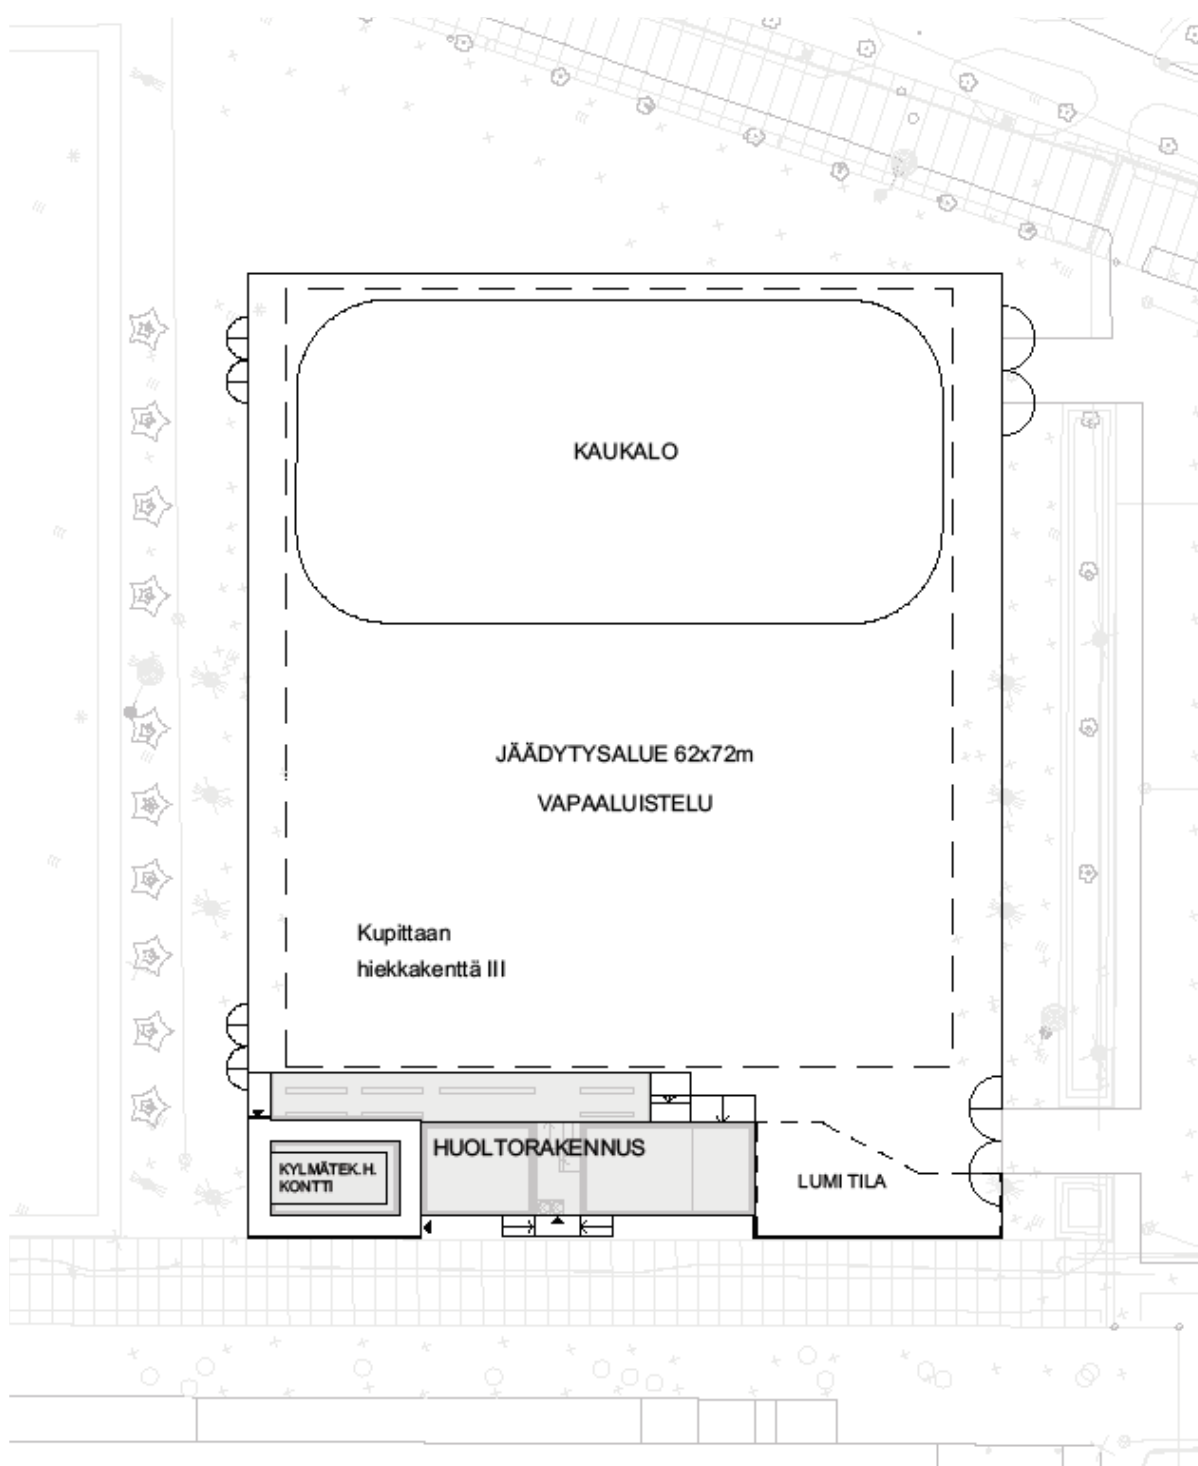 KAUKALO
JÄÄDYTYSALUE 62x72m
VAPAALUISTELU
Kupittaan
hiekkakenttä III
HUOLTORAKENNUS
KYLMÄTEK.H.
KONTTI
LUMI TILA